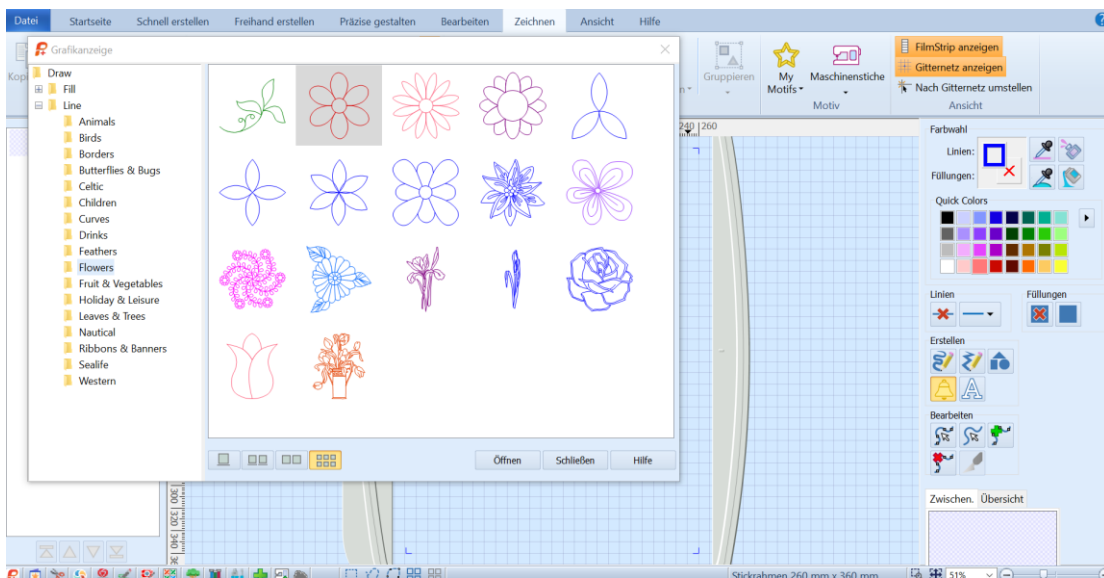 Datei Startseite Schnell erstellen Freihand erstellen Präzise gestalten Bearbeiten Zeichnen Ansicht Hilfe
Grafikanzeige
Draw
Fill
Line
Animals
Birds
Borders
Butterflies & Bugs
Celtic
Children
Curves
Drinks
Feathers
Flowers
Fruit & Vegetables
Holiday & Leisure
Leaves & Trees
Nautical
Ribbons & Banners
Sealife
Western
Öffnen Schließen Hilfe
Gruppieren
My Motifs
Maschinenstiche
Motiv
FilmStrip anzeigen
Gitternetz anzeigen
Nach Gitternetz umstellen
Ansicht
240 260
300 320 340
Farbwahl
Linien:
Füllungen:
Quick Colors
Linien Füllungen
Erstellen
Bearbeiten
Zwischen. Übersicht
Stickrahmen 260 mm x 360 mm 51%